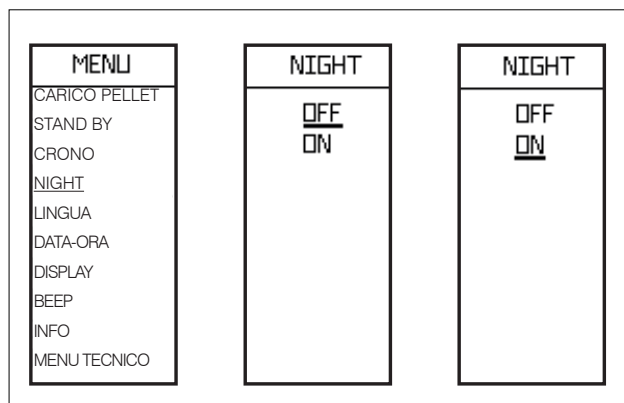 MENU
CARICO PELLET
STAND BY
CRONO
NIGHT
LINGUA
DATA-ORA
DISPLAY
BEEP
INFO
MENU TECNICO
NIGHT
OFF
ON
NIGHT
OFF
ON